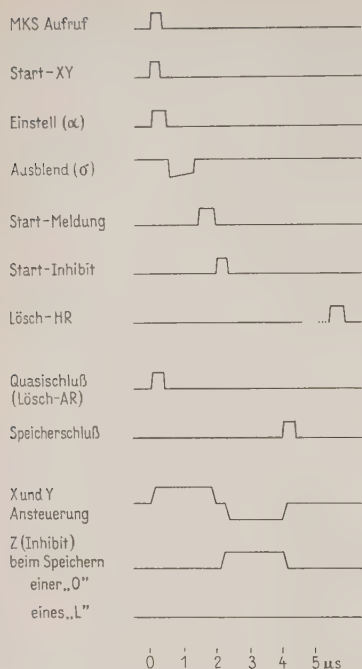 MKS Aufruf
Start-XY
Einstell (α)
Ausblend (σ)
Start-Meldung
Start-Inhibit
Lösch-HR
Quasischluß
(Lösch-AR)
Speicherschluß
X und Y
Ansteuerung
Z (Inhibit)
beim Speichern
einer „O"
eines „L"
0 1 2 3 4 5 µs